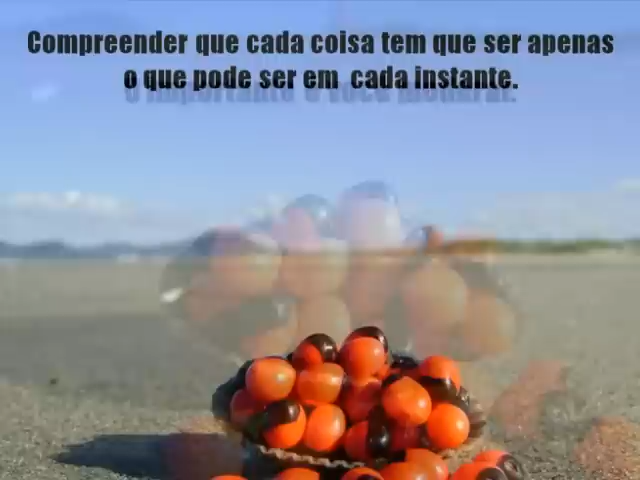 Compreender que cada coisa tem que ser apenas
o que pode ser em cada instante.